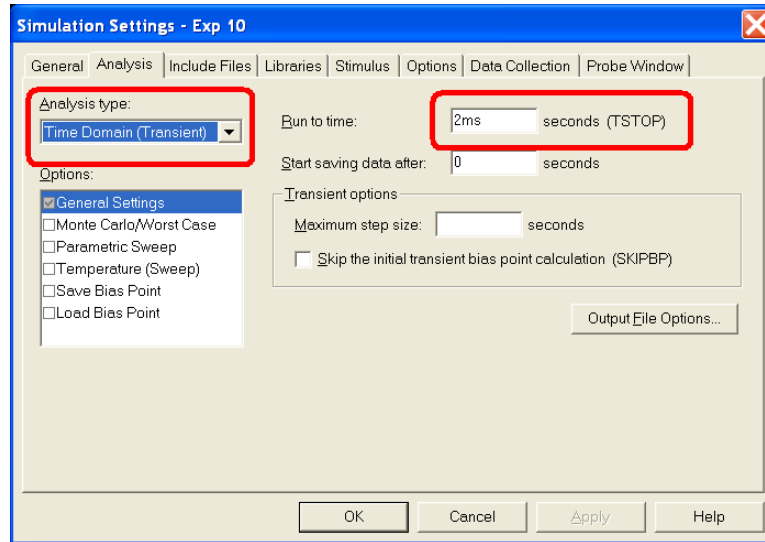 Simulation Settings - Exp 10
General Analysis Include Files Libraries Stimulus Options Data Collection Probe Window
Analysis type:
Time Domain (Transient)
Options:
General Settings
Monte Carlo/Worst Case
Parametric Sweep
Temperature (Sweep)
Save Bias Point
Load Bias Point
Run to time: 2ms seconds (TSTOP)
Start saving data after: 0 seconds
Transient options
Maximum step size: seconds
Skip the initial transient bias point calculation (SKIPBP)
Output File Options...
OK Cancel Apply Help